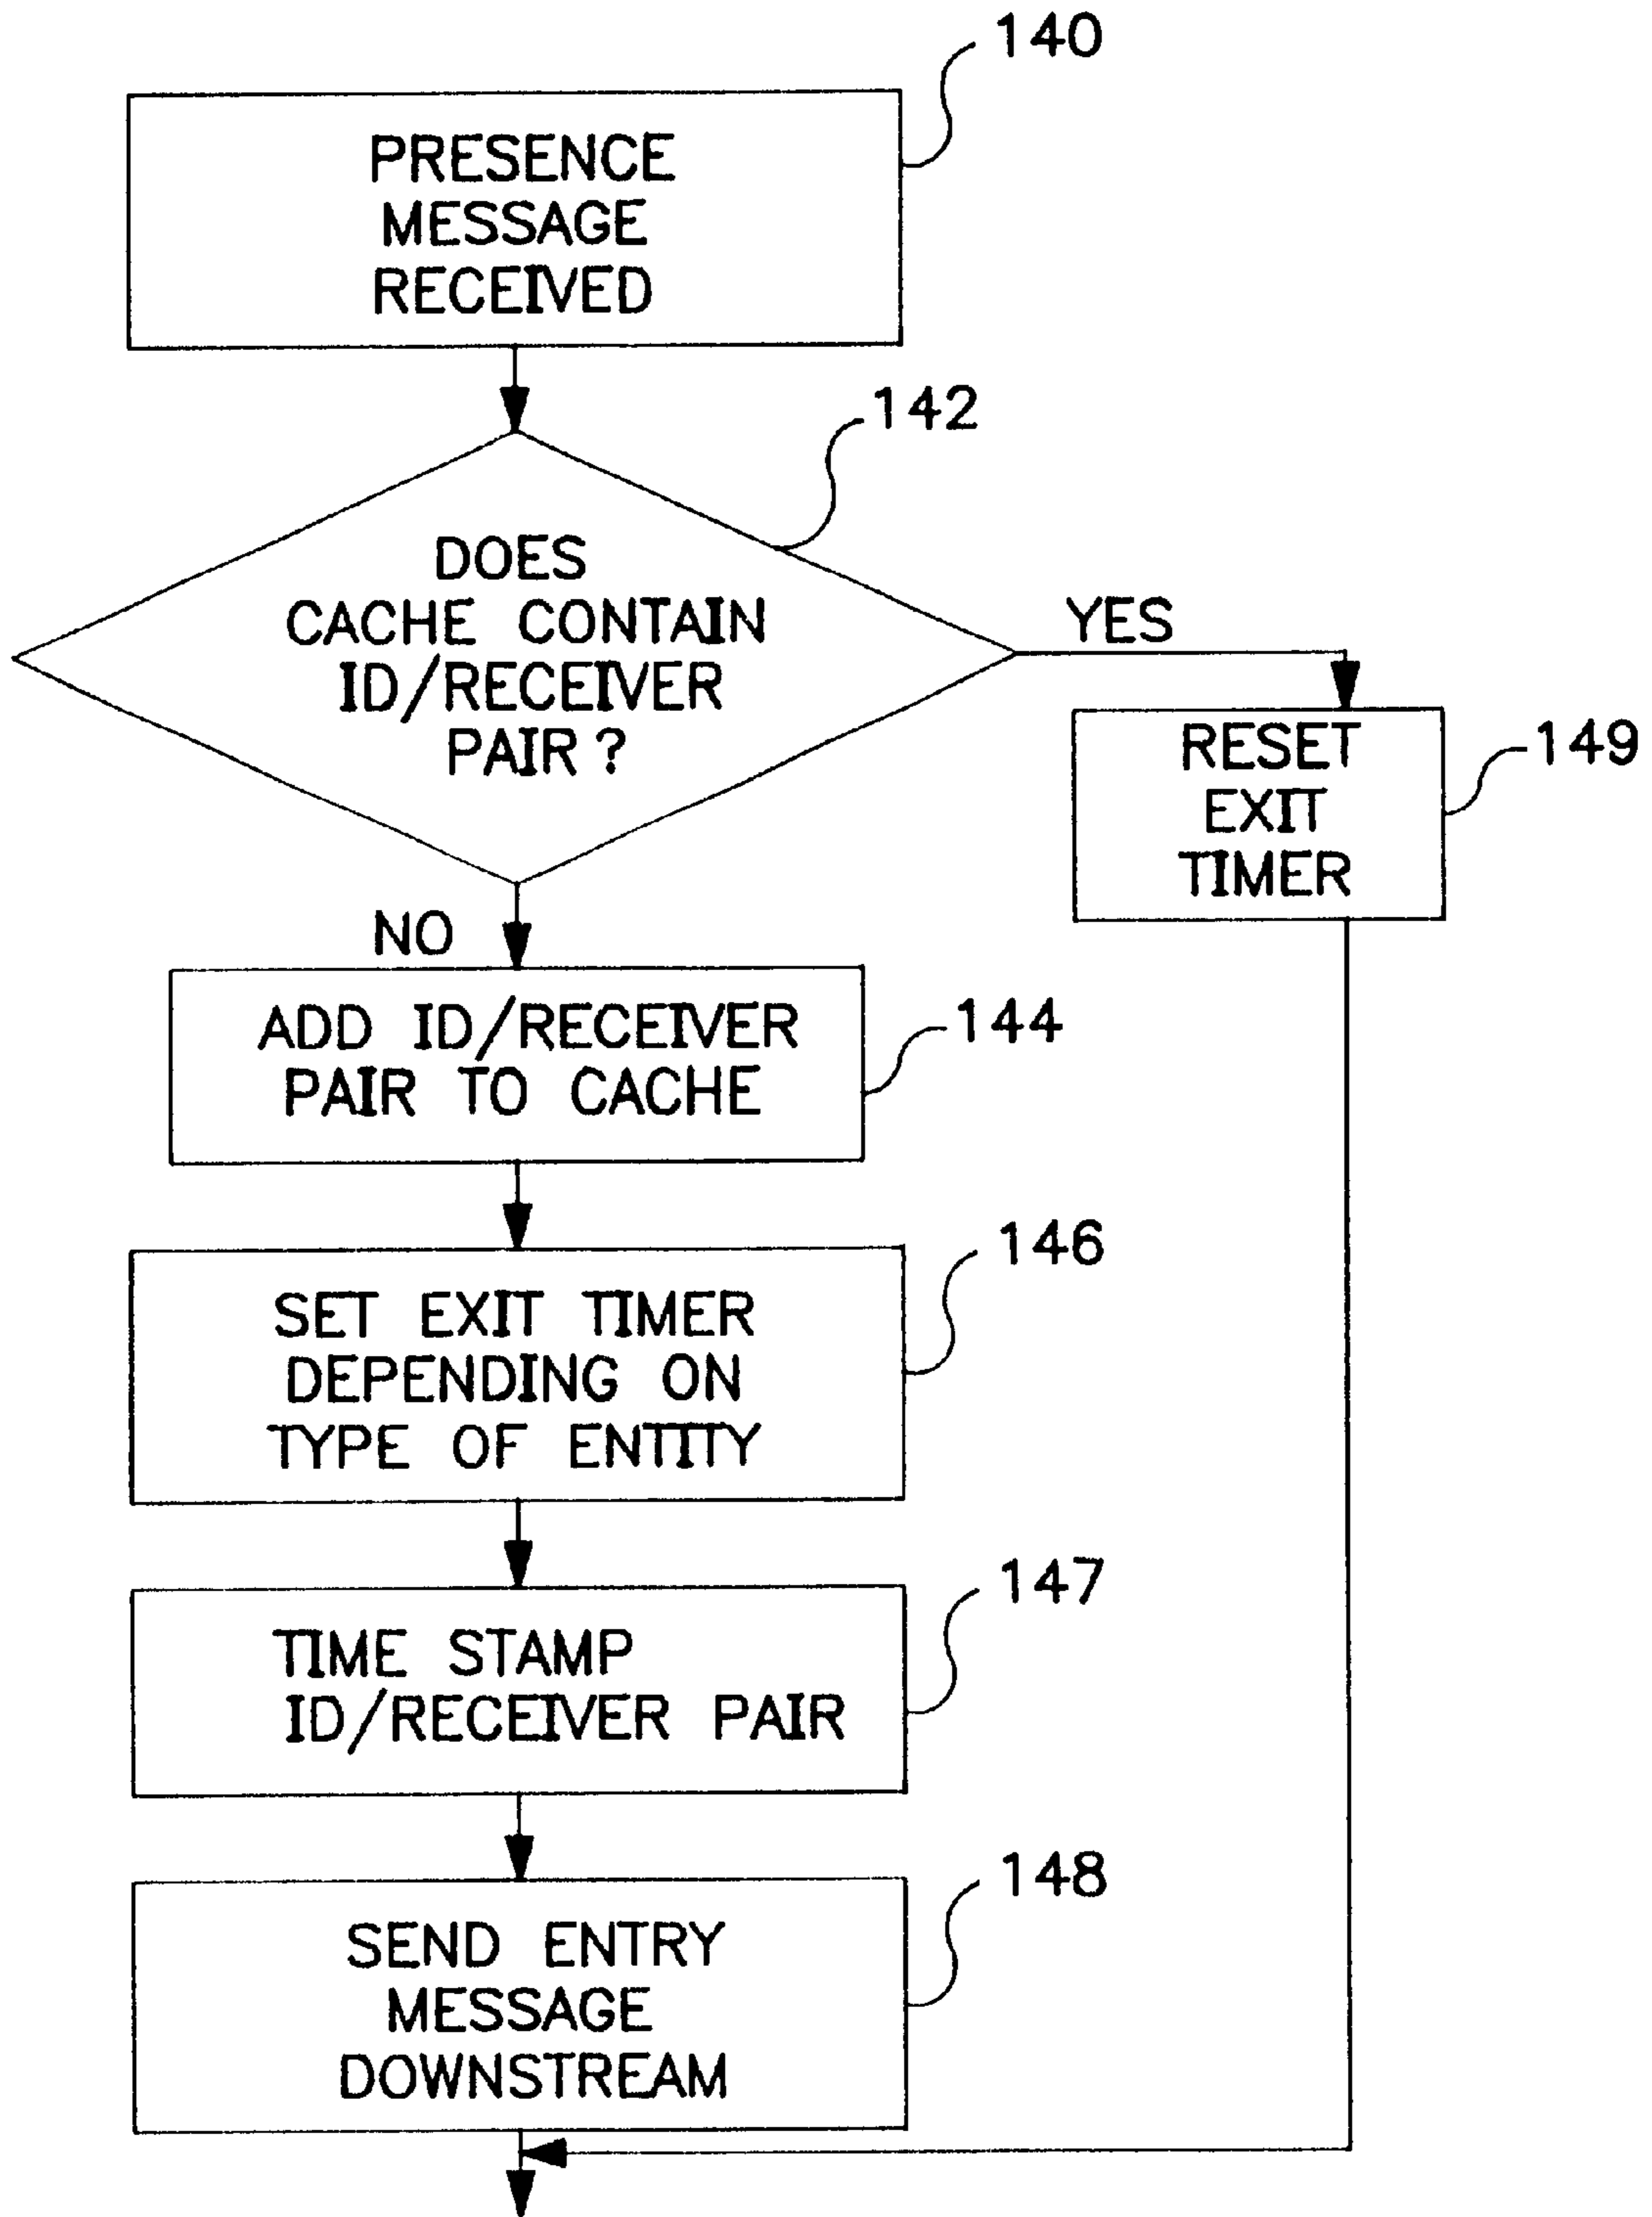 140
PRESENCE
MESSAGE
RECEIVED
142
DOES
CACHE CONTAIN
ID/RECEIVER
PAIR?
YES
RESET
EXIT
TIMER
149
NO
ADD ID/RECEIVER
PAIR TO CACHE
144
SET EXIT TIMER
DEPENDING ON
TYPE OF ENTITY
146
TIME STAMP
ID/RECEIVER PAIR
147
SEND ENTRY
MESSAGE
DOWNSTREAM
148